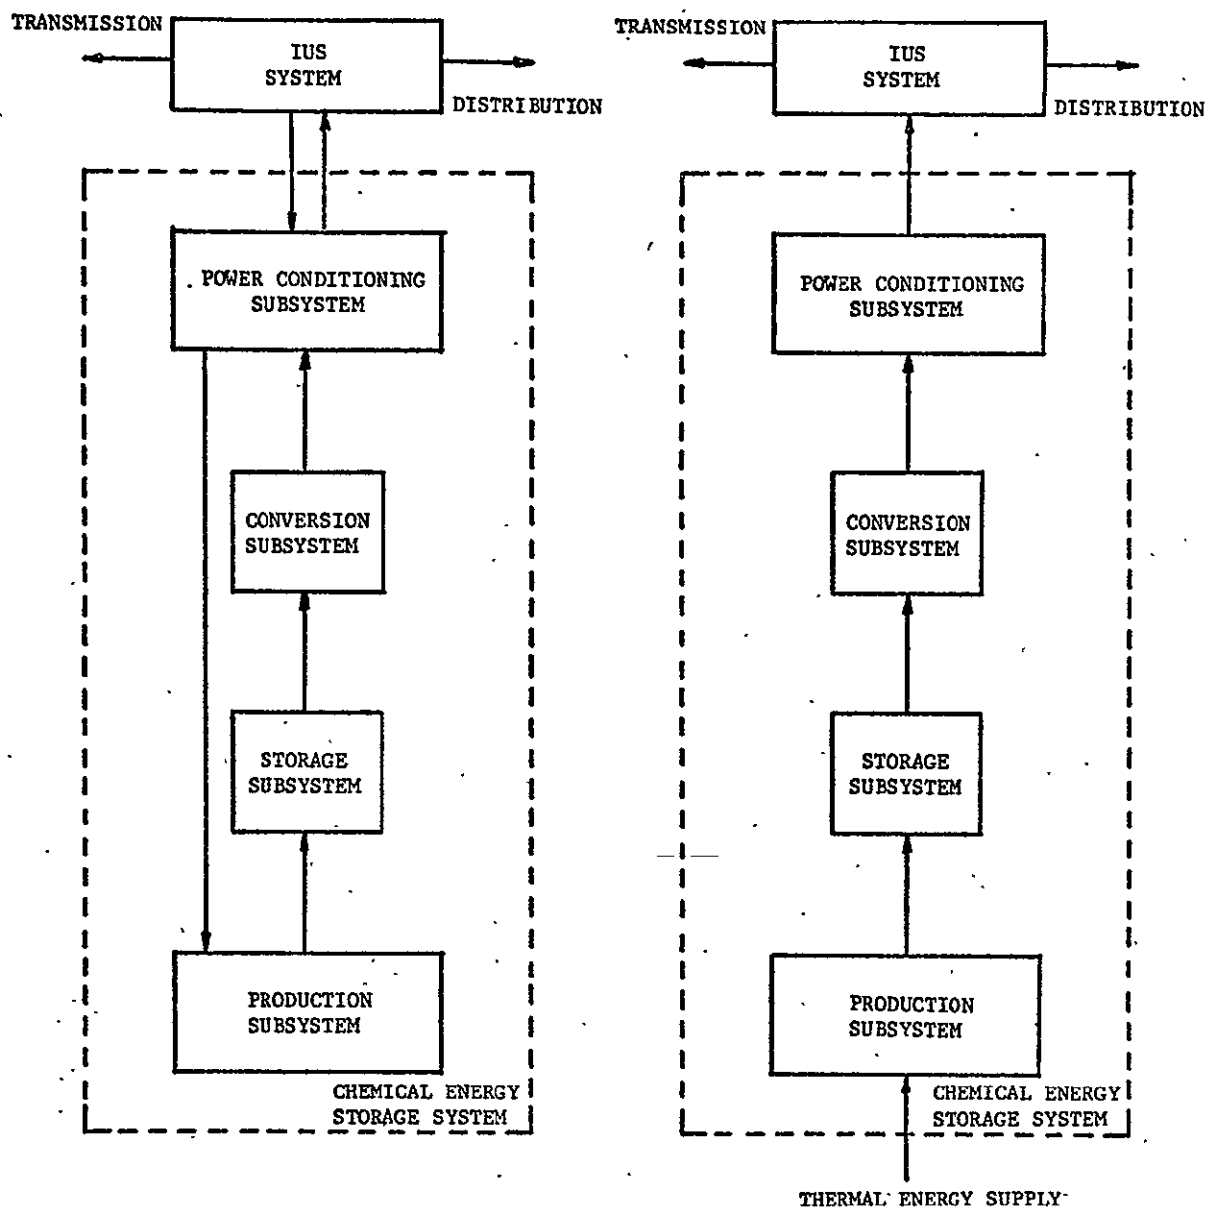 TRANSMISSION
IUS
SYSTEM
DISTRIBUTION
POWER CONDITIONING
SUBSYSTEM
CONVERSION
SUBSYSTEM
STORAGE
SUBSYSTEM
PRODUCTION
SUBSYSTEM
CHEMICAL ENERGY
STORAGE SYSTEM
TRANSMISSION
IUS
SYSTEM
DISTRIBUTION
POWER CONDITIONING
SUBSYSTEM
CONVERSION
SUBSYSTEM
STORAGE
SUBSYSTEM
PRODUCTION
SUBSYSTEM
CHEMICAL ENERGY
STORAGE SYSTEM
THERMAL ENERGY SUPPLY